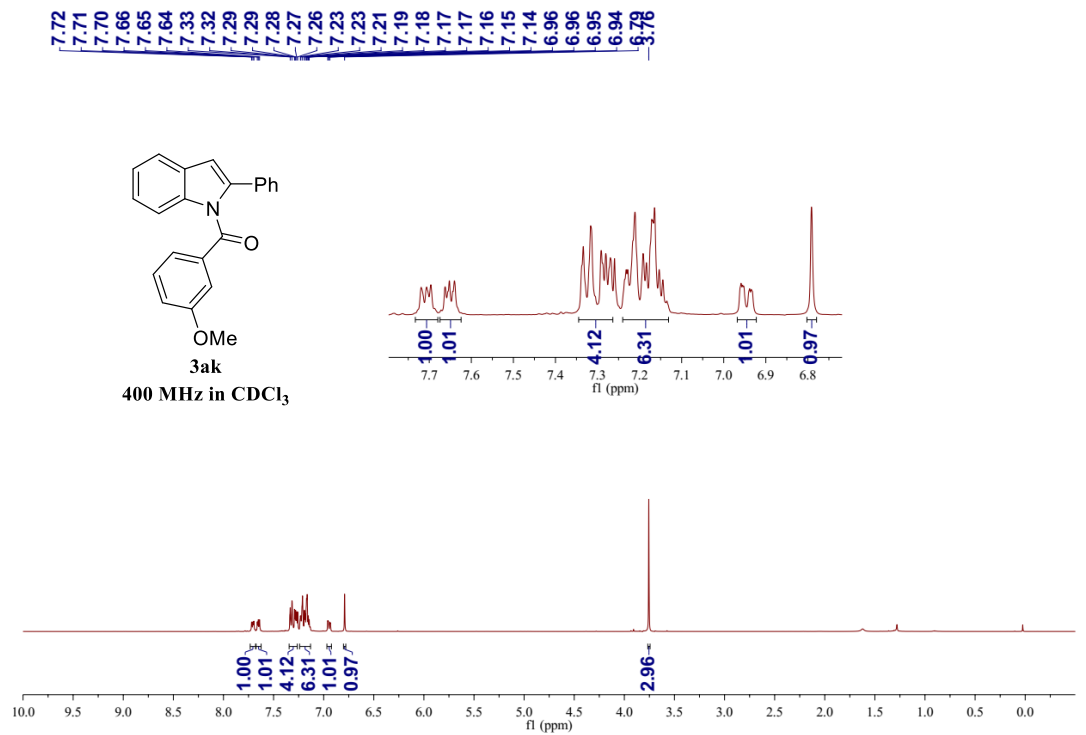 7.72 7.71 7.70 7.66 7.65 7.64 7.33 7.32 7.29 7.29 7.28 7.27 7.26 7.23 7.23 7.21 7.19 7.18 7.17 7.17 7.16 7.15 7.14 6.96 6.96 6.95 6.94 6.79 3.76
Ph
N
O
OMe
3ak
400 MHz in CDCl3
1.00 1.01 4.12 6.31 1.01 0.97
7.7 7.6 7.5 7.4 7.3 7.2 7.1 7.0 6.9 6.8
f1 (ppm)
1.00 1.01 4.12 6.31 1.01 0.97 2.96
10.0 9.5 9.0 8.5 8.0 7.5 7.0 6.5 6.0 5.5 5.0 4.5 4.0 3.5 3.0 2.5 2.0 1.5 1.0 0.5 0.0
f1 (ppm)